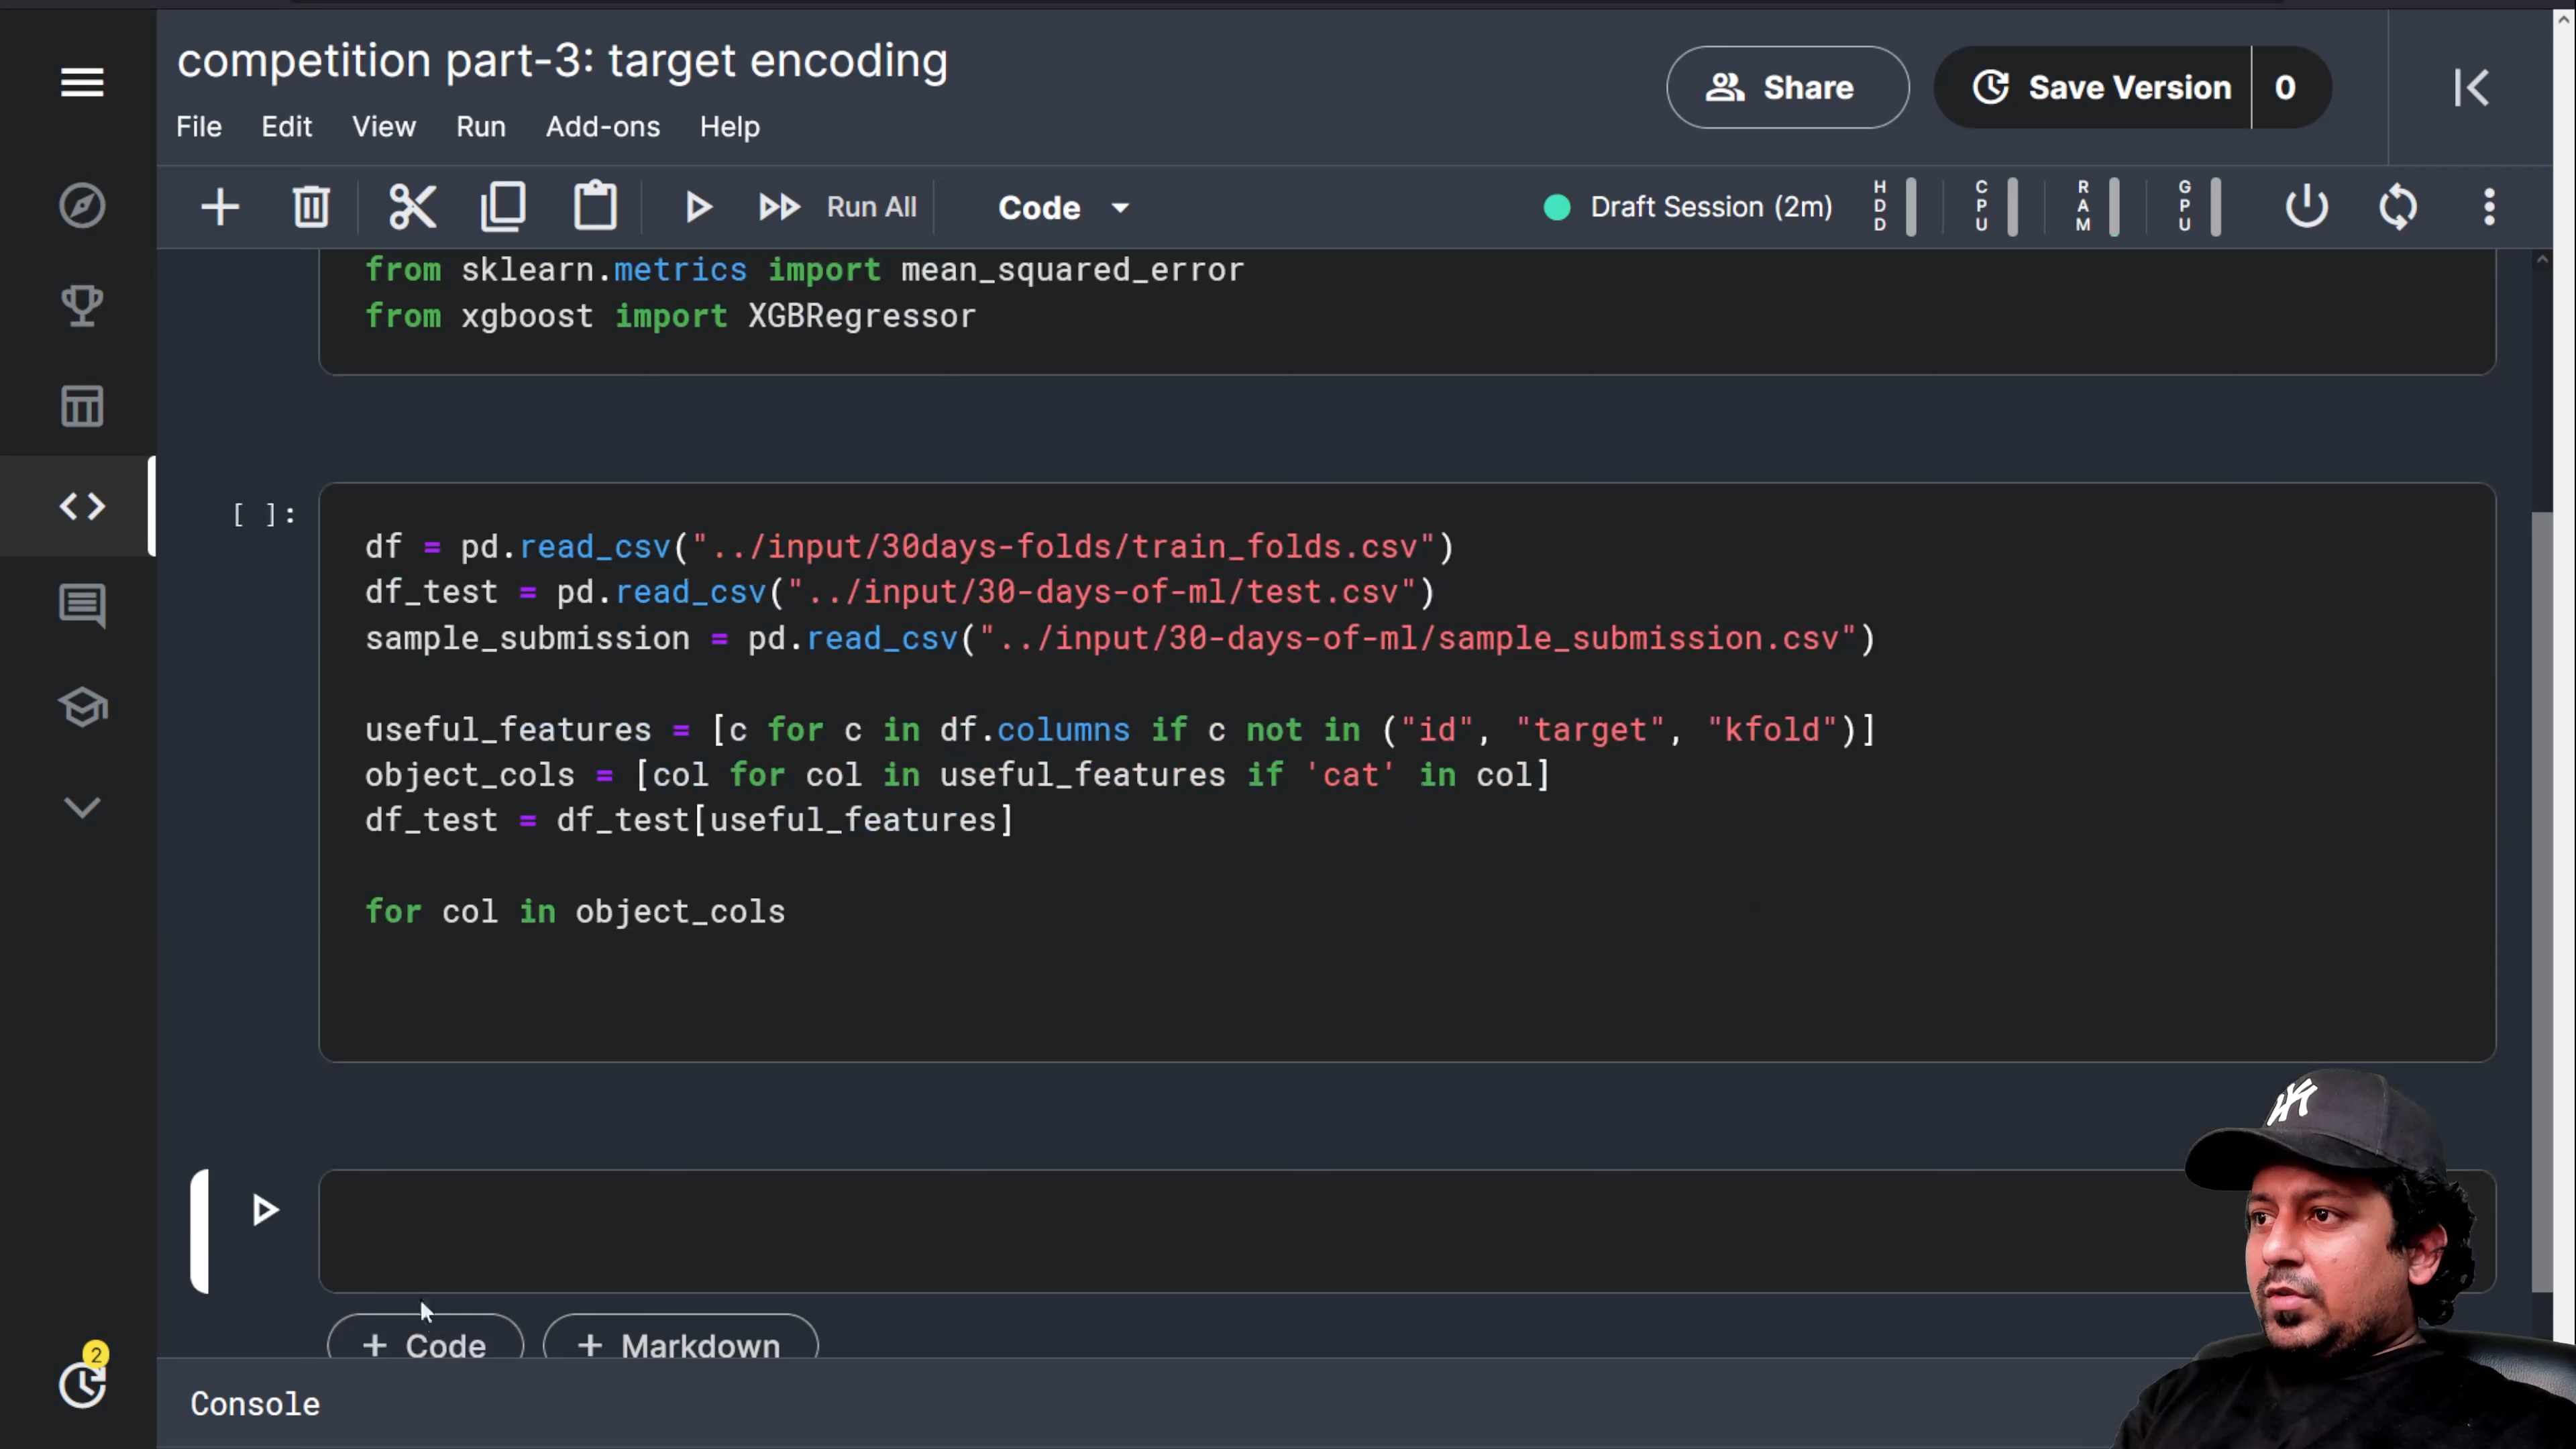 competition part-3: target encoding
Share
Save Version
0
File Edit View Run Add-ons Help
Run All
Code
Draft Session (2m)
HDD
CPU
RAM
GPU
from sklearn.metrics import mean_squared_error
from xgboost import XGBRegressor
[ ]:
df = pd.read_csv("../input/30days-folds/train_folds.csv")
df_test = pd.read_csv("../input/30-days-of-ml/test.csv")
sample_submission = pd.read_csv("../input/30-days-of-ml/sample_submission.csv")
useful_features = [c for c in df.columns if c not in ("id", "target", "kfold")]
object_cols = [col for col in useful_features if 'cat' in col]
df_test = df_test[useful_features]
for col in object_cols
+ Code
+ Markdown
2
Console